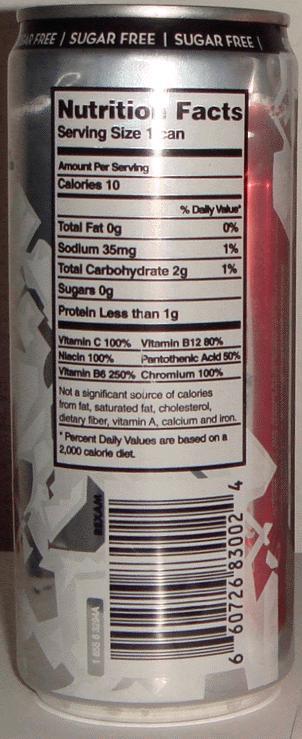 AR FREE | SUGAR FREE | SUGAR FREE |
Nutrition Facts
Serving Size 1 can
Amount Per Serving
Calories 10
% Daily Value*
Total Fat 0g 0%
Sodium 35mg 1%
Total Carbohydrate 2g 1%
Sugars 0g
Protein Less than 1g
Vitamin C 100% Vitamin B12 80%
Niacin 100% Pantothenic Acid 50%
Vitamin B6 250% Chromium 100%
Not a significant source of calories
from fat, saturated fat, cholesterol,
dietary fiber, vitamin A, calcium and iron.
* Percent Daily Values are based on a
2,000 calorie diet.
REXAM
6 60726 83002 4